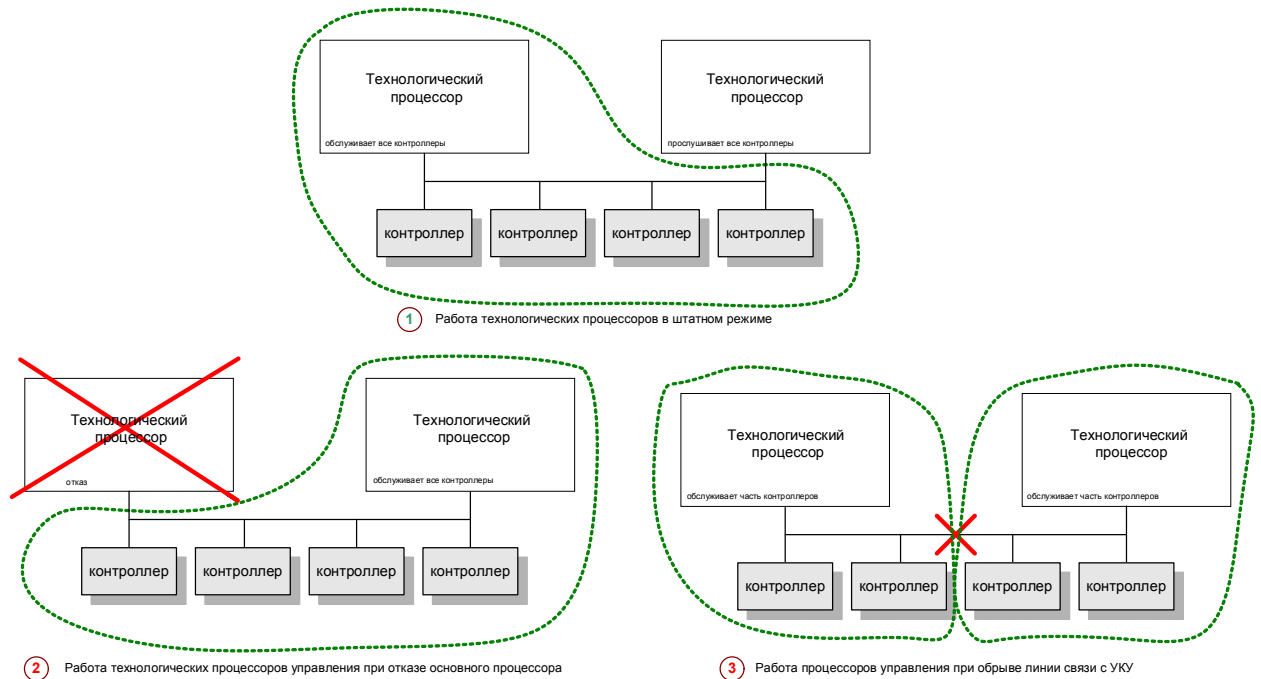 Технологический
процессор
обслуживает все контроллеры
Технологический
процессор
прослушивает все контроллеры
контроллер
контроллер
контроллер
контроллер
1 Работа технологических процессоров в штатном режиме
Технологический
процессор
отказ
Технологический
процессор
обслуживает все контроллеры
контроллер
контроллер
контроллер
контроллер
2 Работа технологических процессоров управления при отказе основного процессора
Технологический
процессор
обслуживает часть контроллеров
Технологический
процессор
обслуживает часть контроллеров
контроллер
контроллер
контроллер
контроллер
3 Работа процессоров управления при обрыве линии связи с УКУ